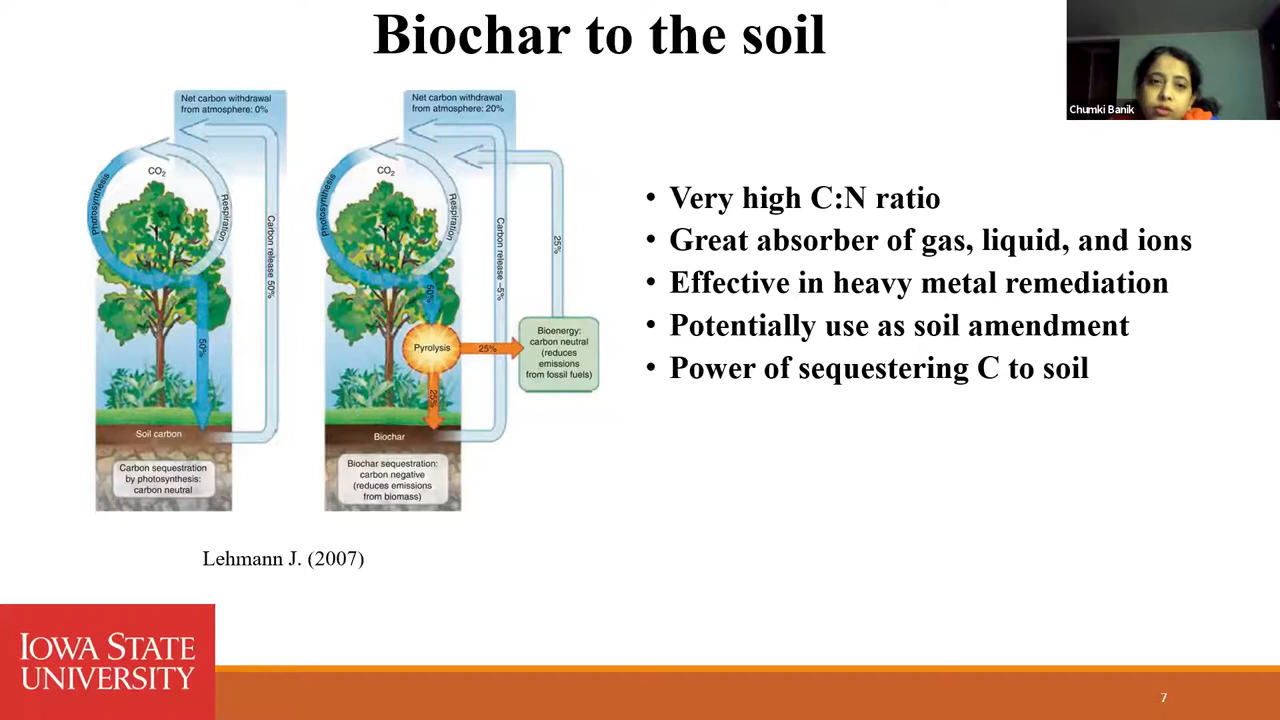 Biochar to the soil
Chumki Banik
Net carbon withdrawal
from atmosphere: 0%
CO2
Photosynthesis
Respiration
Carbon release 50%
50%
Soil carbon
Carbon sequestration
by photosynthesis:
carbon neutral
Net carbon withdrawal
from atmosphere: 20%
CO2
Photosynthesis
Respiration
Carbon release ~5%
25%
50%
Pyrolysis
25%
Bioenergy:
carbon neutral
(reduces
emissions
from fossil fuels)
25%
Biochar
Biochar sequestration:
carbon negative
(reduces emissions
from biomass)
Lehmann J. (2007)
• Very high C:N ratio
• Great absorber of gas, liquid, and ions
• Effective in heavy metal remediation
• Potentially use as soil amendment
• Power of sequestering C to soil
IOWA STATE
UNIVERSITY
7